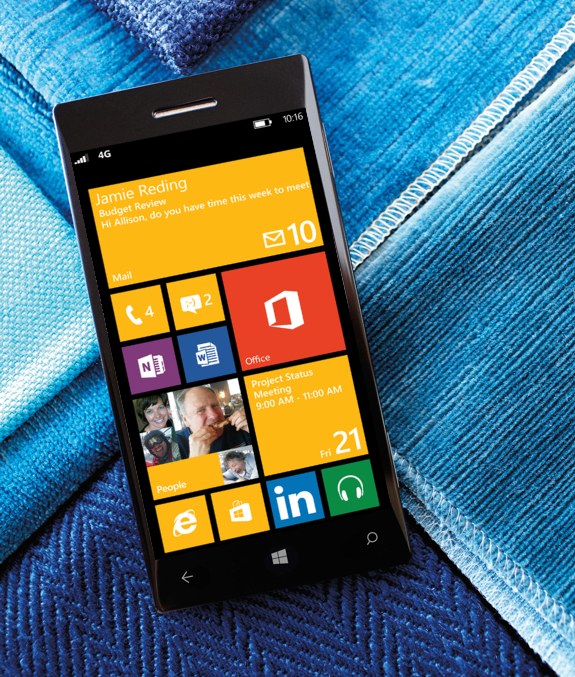 4G
10:16
Jamie Reding
Budget Review
Hi Allison, do you have time this week to meet
10
Mail
4
2
Office
N
W
Project Status
Meeting
9:00 AM - 11:00 AM
Fri 21
People
in